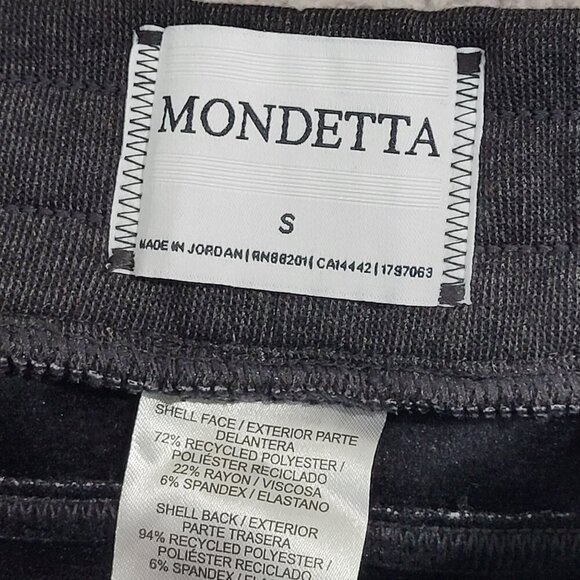 MONDETTA
S
MADE IN JORDAN | RN88201 | CA14442 | 1797063
SHELL FACE / EXTERIOR PARTE
DELANTERA
72% RECYCLED POLYESTER /
POLIÉSTER RECICLADO
22% RAYON / VISCOSA
6% SPANDEX / ELASTANO
SHELL BACK / EXTERIOR
PARTE TRASERA
94% RECYCLED POLYESTER /
POLIÉSTER RECICLADO
6% SPANDEX / ELASTANO